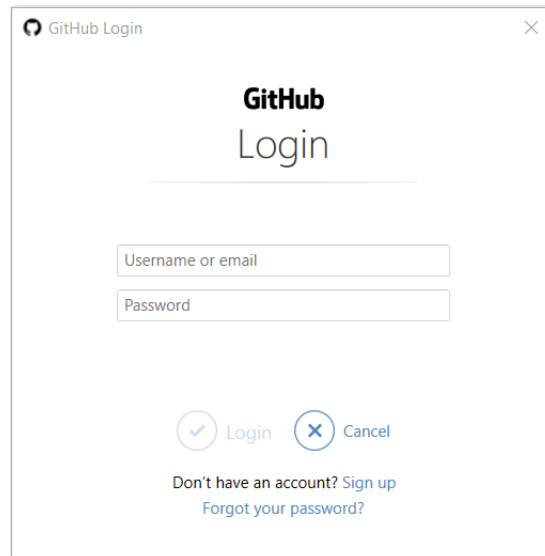 GitHub Login
GitHub
Login
Username or email
Password
Login Cancel
Don't have an account? Sign up
Forgot your password?